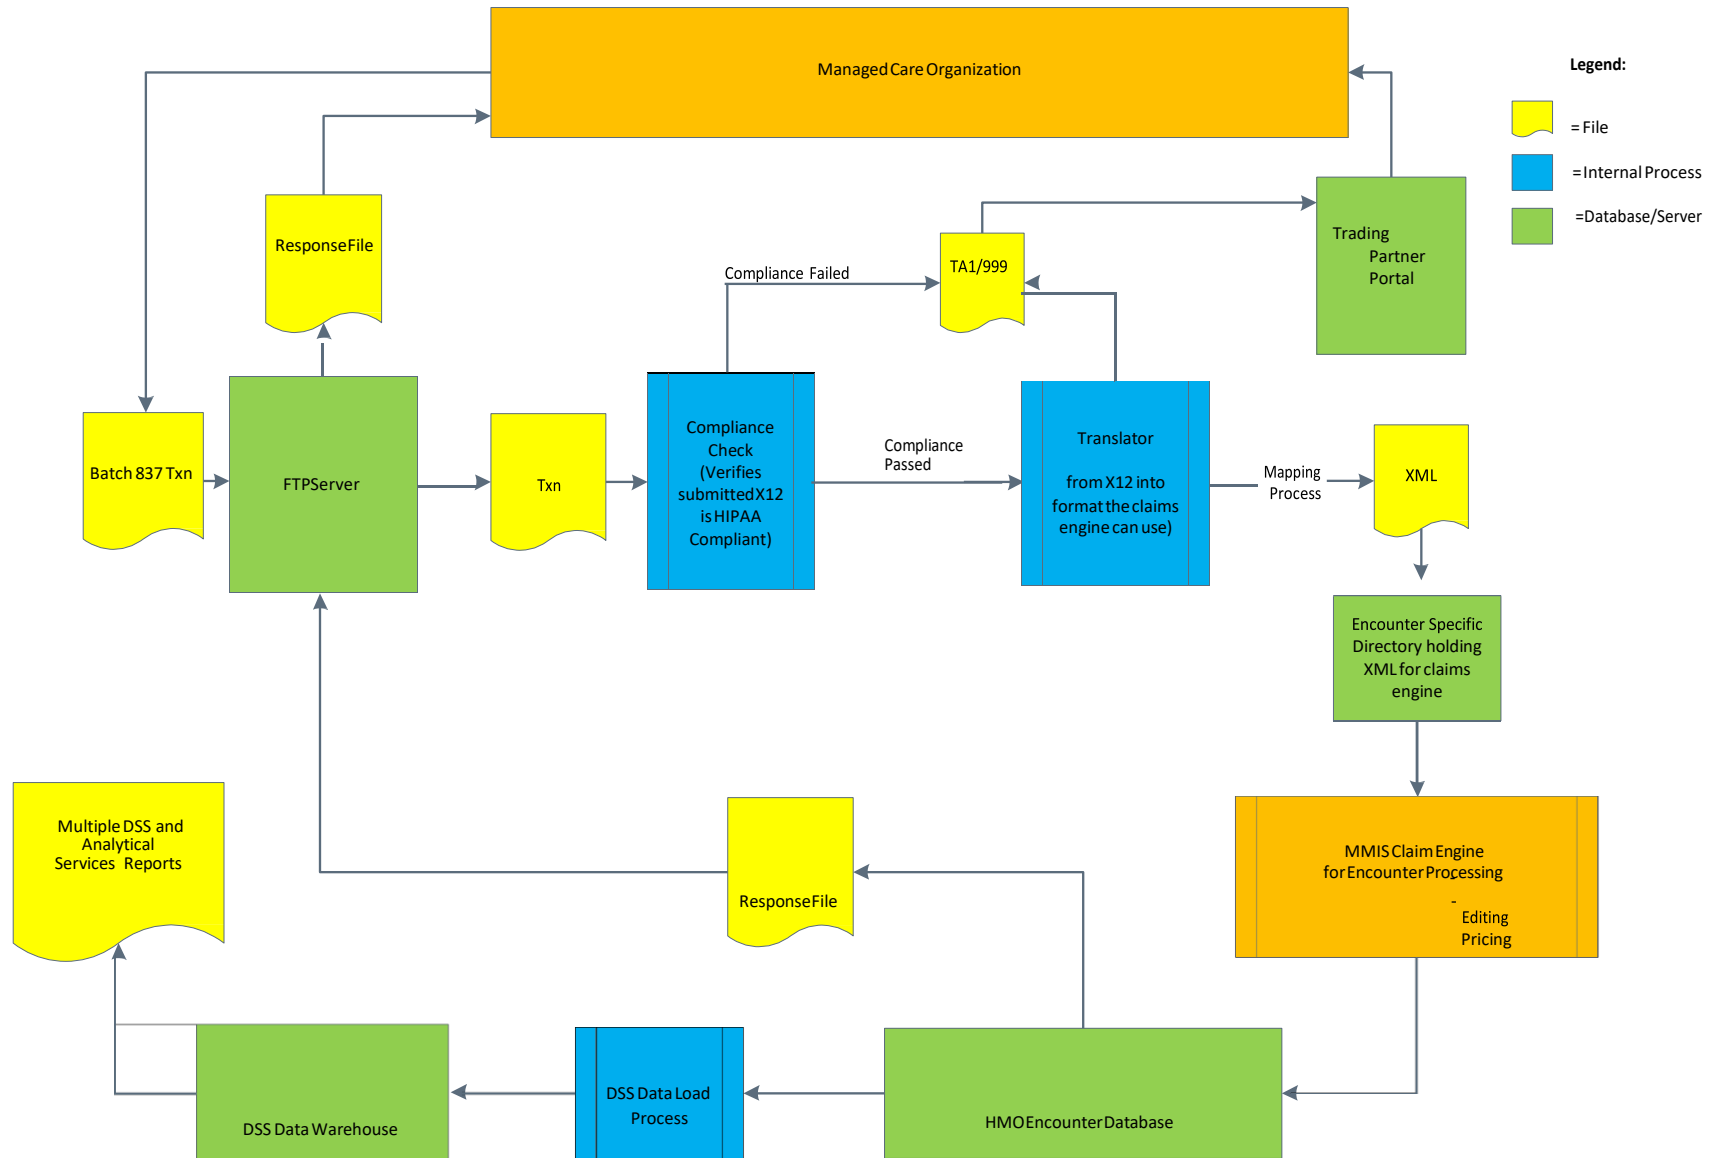 Managed Care Organization
Legend:
= File
= Internal Process
=Database/Server
Response File
TA1/999
Trading
Partner
Portal
Compliance Failed
Batch 837 Txn
FTPServer
Txn
Compliance
Check
(Verifies
submitted X12
is HIPAA
Compliant)
Compliance
Passed
Translator
from X12 into
format the claims
engine can use)
Mapping
Process
XML
Encounter Specific
Directory holding
XML for claims
engine
Multiple DSS and
Analytical
Services Reports
Response File
MMIS Claim Engine
for Encounter Processing
-
-
Editing
Pricing
DSS Data Warehouse
DSS Data Load
Process
HMO Encounter Database